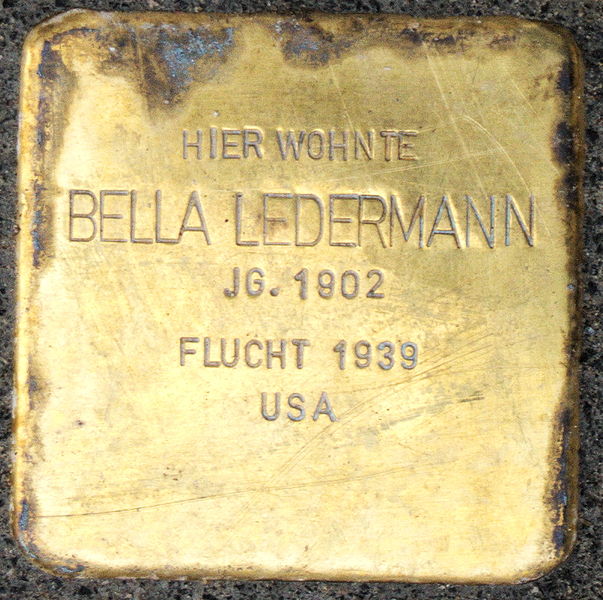 HIER WOHNTE
BELLA LEDERMANN
JG. 1902
FLUCHT 1939
USA